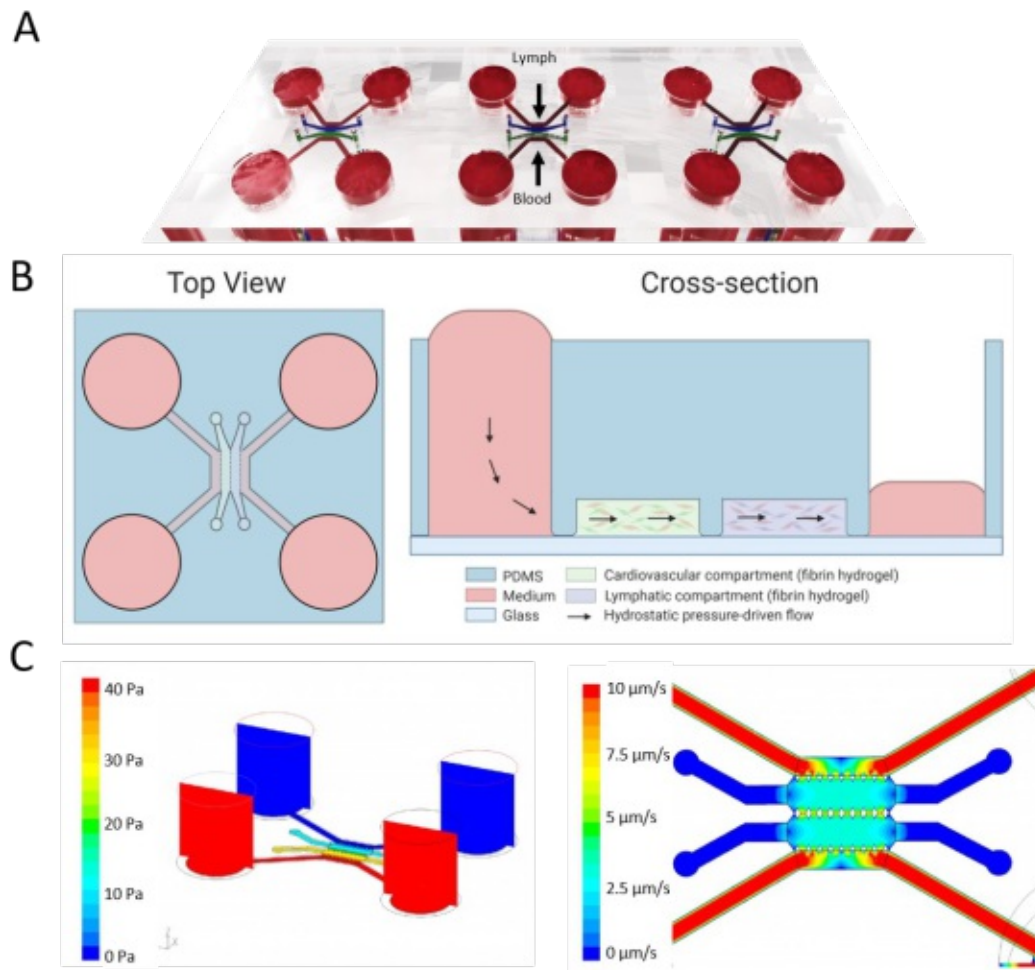 A
Lymph
Blood
B
Top View
Cross-section
PDMS
Medium
Glass
Cardiovascular compartment (fibrin hydrogel)
Lymphatic compartment (fibrin hydrogel)
Hydrostatic pressure-driven flow
C
40 Pa
30 Pa
20 Pa
10 Pa
0 Pa
10 µm/s
7.5 µm/s
5 µm/s
2.5 µm/s
0 µm/s